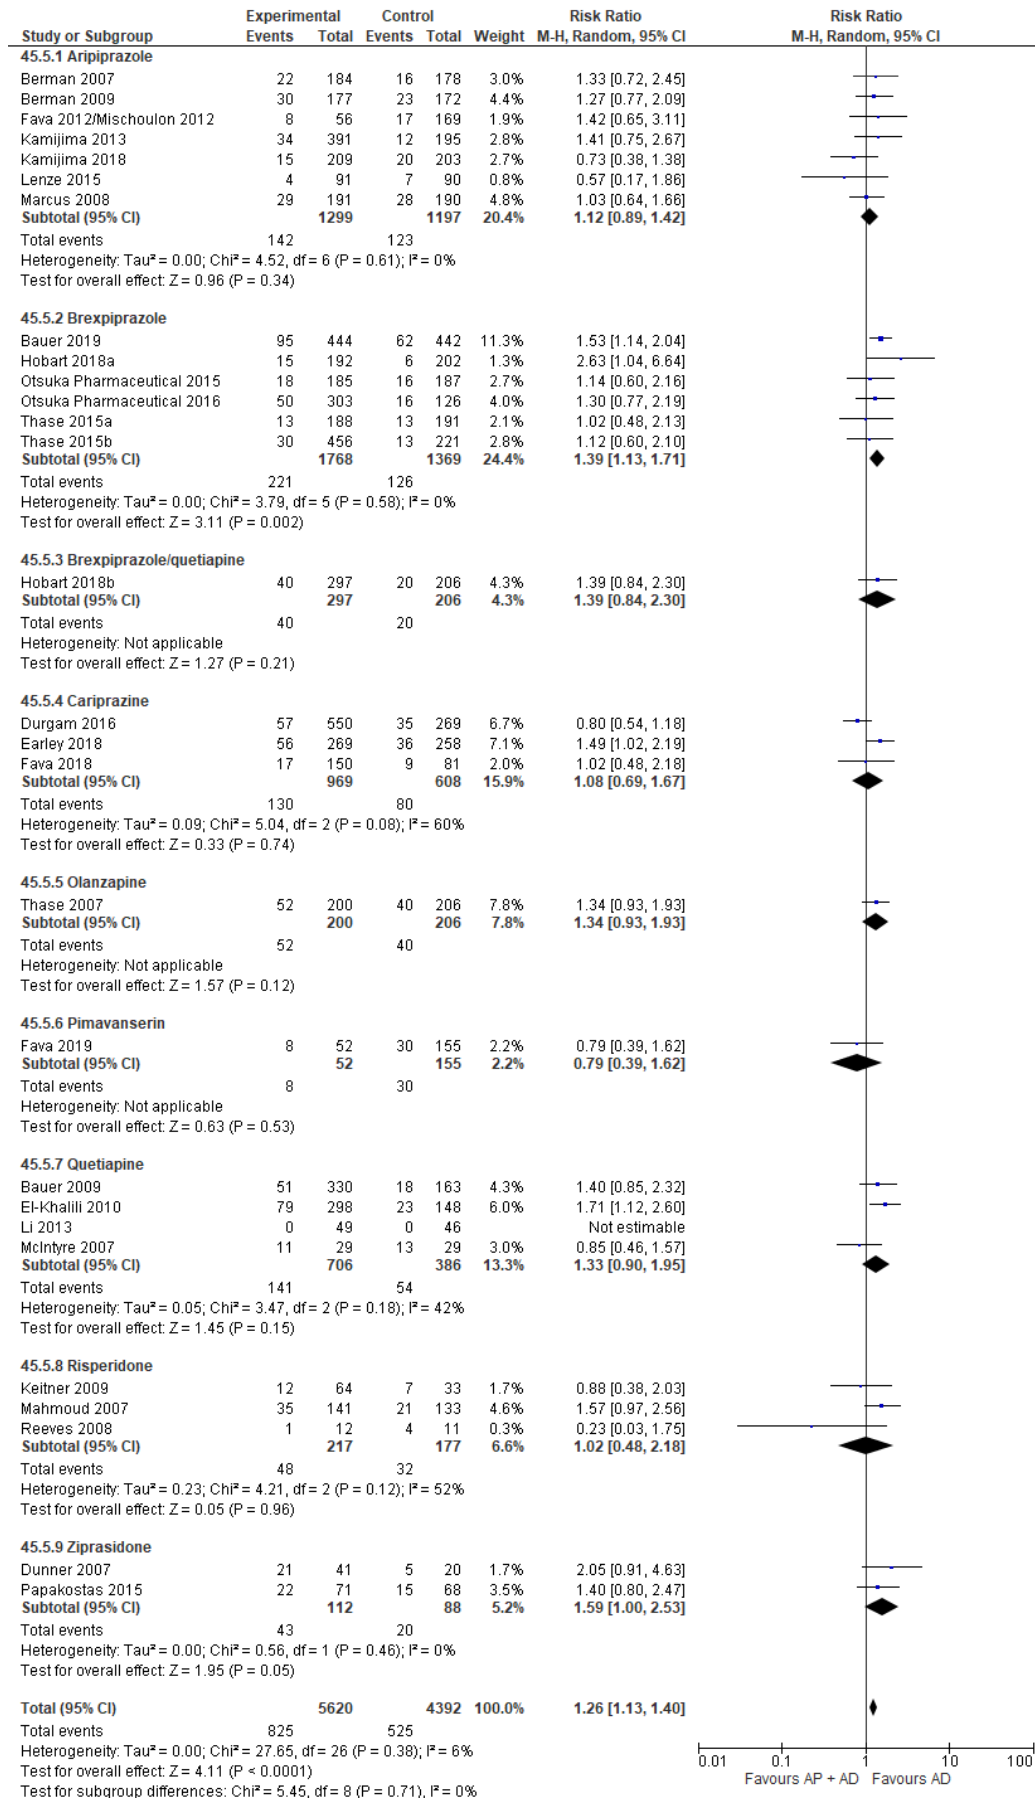 Experimental Control Risk Ratio Risk Ratio
Study or Subgroup Events Total Events Total Weight M-H, Random, 95% CI M-H, Random, 95% CI
45.5.1 Aripiprazole
Berman 2007 22 184 16 178 3.0% 1.33 [0.72, 2.45]
Berman 2009 30 177 23 172 4.4% 1.27 [0.77, 2.09]
Fava 2012/Mischoulon 2012 8 56 17 169 1.9% 1.42 [0.65, 3.11]
Kamijima 2013 34 391 12 195 2.8% 1.41 [0.75, 2.67]
Kamijima 2018 15 209 20 203 2.7% 0.73 [0.38, 1.38]
Lenze 2015 4 91 7 90 0.8% 0.57 [0.17, 1.86]
Marcus 2008 29 191 28 190 4.8% 1.03 [0.64, 1.66]
Subtotal (95% CI) 1299 1197 20.4% 1.12 [0.89, 1.42]
Total events 142 123
Heterogeneity: Tau² = 0.00; Chi² = 4.52, df = 6 (P = 0.61); I² = 0%
Test for overall effect: Z = 0.96 (P = 0.34)
45.5.2 Brexpiprazole
Bauer 2019 95 444 62 442 11.3% 1.53 [1.14, 2.04]
Hobart 2018a 15 192 6 202 1.3% 2.63 [1.04, 6.64]
Otsuka Pharmaceutical 2015 18 185 16 187 2.7% 1.14 [0.60, 2.16]
Otsuka Pharmaceutical 2016 50 303 16 126 4.0% 1.30 [0.77, 2.19]
Thase 2015a 13 188 13 191 2.1% 1.02 [0.48, 2.13]
Thase 2015b 30 456 13 221 2.8% 1.12 [0.60, 2.10]
Subtotal (95% CI) 1768 1369 24.4% 1.39 [1.13, 1.71]
Total events 221 126
Heterogeneity: Tau² = 0.00; Chi² = 3.79, df = 5 (P = 0.58); I² = 0%
Test for overall effect: Z = 3.11 (P = 0.002)
45.5.3 Brexpiprazole/quetiapine
Hobart 2018b 40 297 20 206 4.3% 1.39 [0.84, 2.30]
Subtotal (95% CI) 297 206 4.3% 1.39 [0.84, 2.30]
Total events 40 20
Heterogeneity: Not applicable
Test for overall effect: Z = 1.27 (P = 0.21)
45.5.4 Cariprazine
Durgam 2016 57 550 35 269 6.7% 0.80 [0.54, 1.18]
Earley 2018 56 269 36 258 7.1% 1.49 [1.02, 2.19]
Fava 2018 17 150 9 81 2.0% 1.02 [0.48, 2.18]
Subtotal (95% CI) 969 608 15.9% 1.08 [0.69, 1.67]
Total events 130 80
Heterogeneity: Tau² = 0.09; Chi² = 5.04, df = 2 (P = 0.08); I² = 60%
Test for overall effect: Z = 0.33 (P = 0.74)
45.5.5 Olanzapine
Thase 2007 52 200 40 206 7.8% 1.34 [0.93, 1.93]
Subtotal (95% CI) 200 206 7.8% 1.34 [0.93, 1.93]
Total events 52 40
Heterogeneity: Not applicable
Test for overall effect: Z = 1.57 (P = 0.12)
45.5.6 Pimavanserin
Fava 2019 8 52 30 155 2.2% 0.79 [0.39, 1.62]
Subtotal (95% CI) 52 155 2.2% 0.79 [0.39, 1.62]
Total events 8 30
Heterogeneity: Not applicable
Test for overall effect: Z = 0.63 (P = 0.53)
45.5.7 Quetiapine
Bauer 2009 51 330 18 163 4.3% 1.40 [0.85, 2.32]
El-Khalili 2010 79 298 23 148 6.0% 1.71 [1.12, 2.60]
Li 2013 0 49 0 46 Not estimable
McIntyre 2007 11 29 13 29 3.0% 0.85 [0.46, 1.57]
Subtotal (95% CI) 706 386 13.3% 1.33 [0.90, 1.95]
Total events 141 54
Heterogeneity: Tau² = 0.05; Chi² = 3.47, df = 2 (P = 0.18); I² = 42%
Test for overall effect: Z = 1.45 (P = 0.15)
45.5.8 Risperidone
Keitner 2009 12 64 7 33 1.7% 0.88 [0.38, 2.03]
Mahmoud 2007 35 141 21 133 4.6% 1.57 [0.97, 2.56]
Reeves 2008 1 12 4 11 0.3% 0.23 [0.03, 1.75]
Subtotal (95% CI) 217 177 6.6% 1.02 [0.48, 2.18]
Total events 48 32
Heterogeneity: Tau² = 0.23; Chi² = 4.21, df = 2 (P = 0.12); I² = 52%
Test for overall effect: Z = 0.05 (P = 0.96)
45.5.9 Ziprasidone
Dunner 2007 21 41 5 20 1.7% 2.05 [0.91, 4.63]
Papakostas 2015 22 71 15 68 3.5% 1.40 [0.80, 2.47]
Subtotal (95% CI) 112 88 5.2% 1.59 [1.00, 2.53]
Total events 43 20
Heterogeneity: Tau² = 0.00; Chi² = 0.56, df = 1 (P = 0.46); I² = 0%
Test for overall effect: Z = 1.95 (P = 0.05)
Total (95% CI) 5620 4392 100.0% 1.26 [1.13, 1.40]
Total events 825 525
Heterogeneity: Tau² = 0.00; Chi² = 27.65, df = 26 (P = 0.38); I² = 6%
Test for overall effect: Z = 4.11 (P < 0.0001)
Test for subgroup differences: Chi² = 5.45, df = 8 (P = 0.71), I² = 0%
0.01 0.1 1 10 100
Favours AP + AD Favours AD